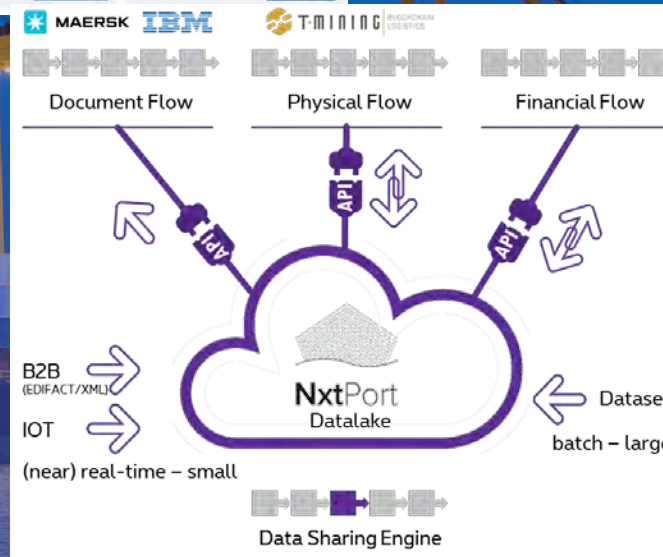 MAERSK IBM T·MINING BLOCKCHAIN LOGISTICS
Document Flow Physical Flow Financial Flow
API API API
B2B
(EDIFACT/XML)
IOT
(near) real-time – small
NxtPort
Datalake
Datase
batch – large
Data Sharing Engine